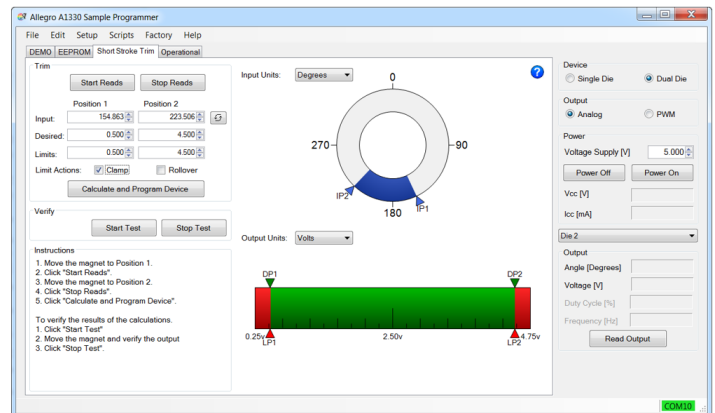 Allegro A1330 Sample Programmer
File Edit Setup Scripts Factory Help
DEMO EEPROM Short Stroke Trim Operational
Trim
Start Reads Stop Reads
Position 1 Position 2
Input: 154.863 223.506
Desired: 0.500 4.500
Limits: 0.500 4.500
Limit Actions: Clamp Rollover
Calculate and Program Device
Verify
Start Test Stop Test
Instructions
1. Move the magnet to Position 1.
2. Click "Start Reads".
3. Move the magnet to Position 2.
4. Click "Stop Reads".
5. Click "Calculate and Program Device".
To verify the results of the calculations.
1. Click "Start Test"
2. Move the magnet and verify the output
3. Click "Stop Test".
Input Units: Degrees
0
270 90
IP2 IP1
180
Output Units: Volts
DP1 DP2
0.25v 2.50v 4.75v
LP1 LP2
Device
Single Die Dual Die
Output
Analog PWM
Power
Voltage Supply [V] 5.000
Power Off Power On
Vcc [V]
Icc [mA]
Die 2
Output
Angle [Degrees]
Voltage [V]
Duty Cycle [%]
Frequency [Hz]
Read Output
COM10